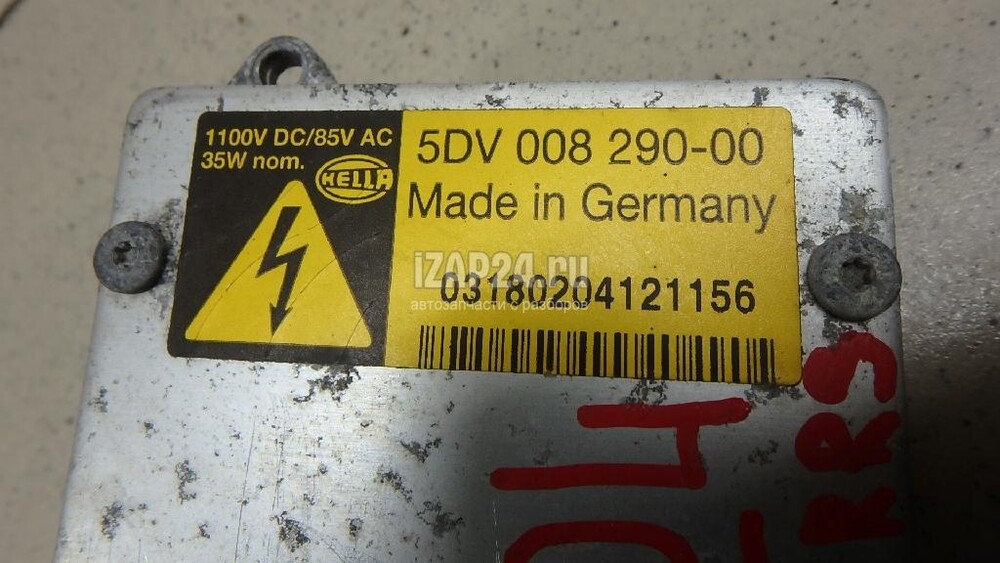 1100V DC/85V AC
35W nom.
HELLA
5DV 008 290-00
Made in Germany
03180204121156
iZAP24.ru
автозапчасти с разборов